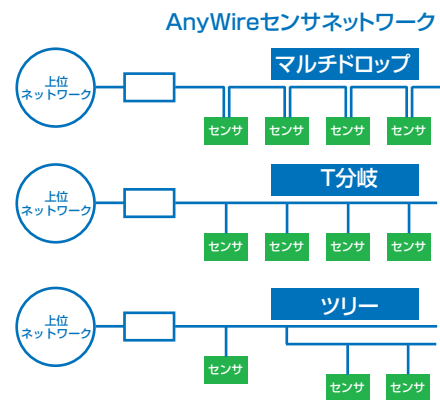 AnyWireセンサネットワーク
マルチドロップ
上位
ネットワーク
センサ センサ センサ センサ
T分岐
上位
ネットワーク
センサ センサ センサ センサ
ツリー
上位
ネットワーク
センサ
センサ センサ